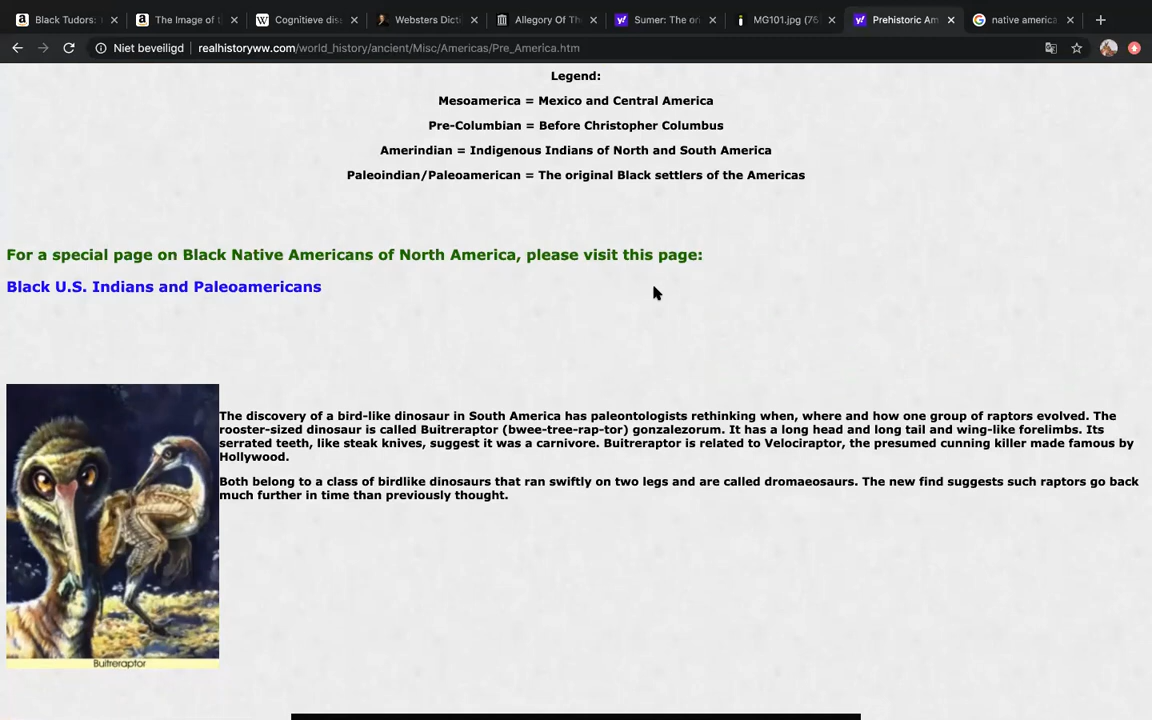 Black Tudors:
The Image of t
Cognitieve dis
Websters Dicti
Allegory Of Th
Sumer: The ori
MG101.jpg (76
Prehistoric Am
native america
Niet beveiligd
realhistoryww.com/world_history/ancient/Misc/Americas/Pre_America.htm
Legend:
Mesoamerica = Mexico and Central America
Pre-Columbian = Before Christopher Columbus
Amerindian = Indigenous Indians of North and South America
Paleoindian/Paleoamerican = The original Black settlers of the Americas
For a special page on Black Native Americans of North America, please visit this page:
Black U.S. Indians and Paleoamericans
The discovery of a bird-like dinosaur in South America has paleontologists rethinking when, where and how one group of raptors evolved. The
rooster-sized dinosaur is called Buitreraptor (bwee-tree-rap-tor) gonzalezorum. It has a long head and long tail and wing-like forelimbs. Its
serrated teeth, like steak knives, suggest it was a carnivore. Buitreraptor is related to Velociraptor, the presumed cunning killer made famous by
Hollywood.
Both belong to a class of birdlike dinosaurs that ran swiftly on two legs and are called dromaeosaurs. The new find suggests such raptors go back
much further in time than previously thought.
Buitreraptor